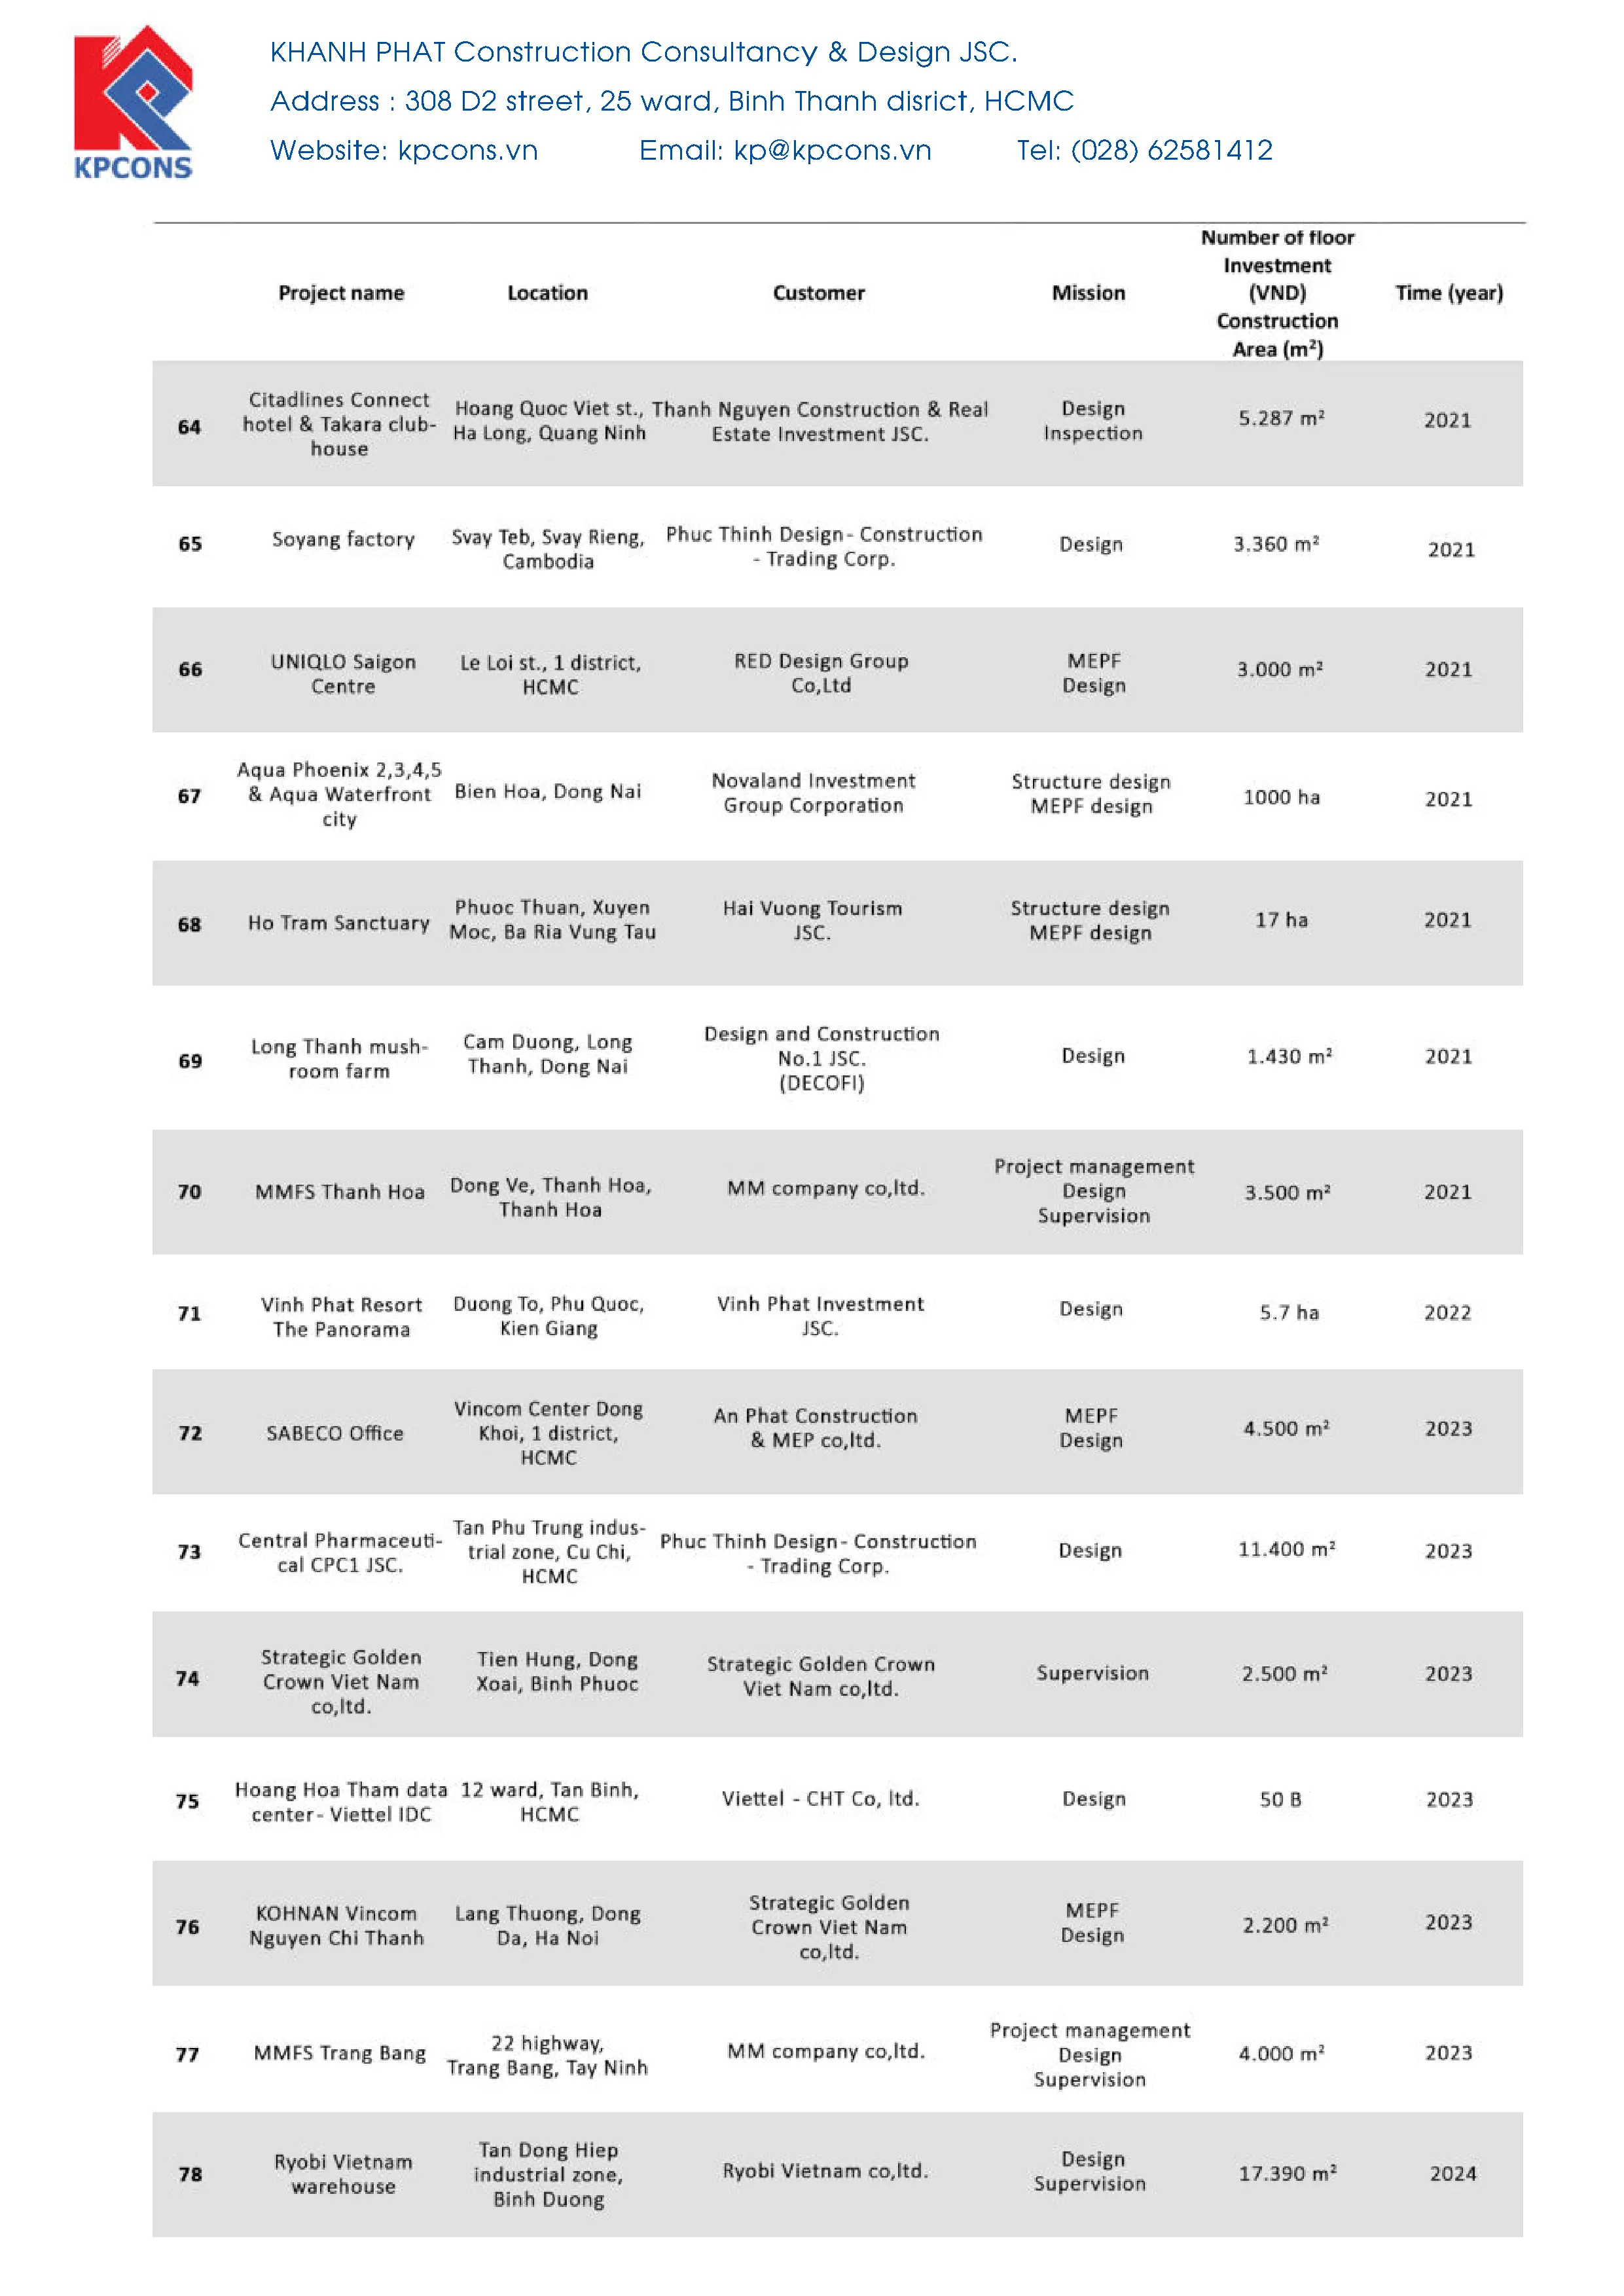 KPCONS
KHANH PHAT Construction Consultancy & Design JSC.
Address : 308 D2 street, 25 ward, Binh Thanh disrict, HCMC
Website: kpcons.vn Email: kp@kpcons.vn Tel: (028) 62581412
Project name
Location
Customer
Mission
Number of floor
Investment
(VND)
Construction
Area (m²)
Time (year)
64
Citadlines Connect
hotel & Takara club-
house
Hoang Quoc Viet st.,
Ha Long, Quang Ninh
Thanh Nguyen Construction & Real
Estate Investment JSC.
Design
Inspection
5.287 m²
2021
65
Soyang factory
Svay Teb, Svay Rieng,
Cambodia
Phuc Thinh Design- Construction
- Trading Corp.
Design
3.360 m²
2021
66
UNIQLO Saigon
Centre
Le Loi st., 1 district,
HCMC
RED Design Group
Co,Ltd
MEPF
Design
3.000 m²
2021
67
Aqua Phoenix 2,3,4,5
& Aqua Waterfront
city
Bien Hoa, Dong Nai
Novaland Investment
Group Corporation
Structure design
MEPF design
1000 ha
2021
68
Ho Tram Sanctuary
Phuoc Thuan, Xuyen
Moc, Ba Ria Vung Tau
Hai Vuong Tourism
JSC.
Structure design
MEPF design
17 ha
2021
69
Long Thanh mush-
room farm
Cam Duong, Long
Thanh, Dong Nai
Design and Construction
No.1 JSC.
(DECOFI)
Design
1.430 m²
2021
70
MMFS Thanh Hoa
Dong Ve, Thanh Hoa,
Thanh Hoa
MM company co,ltd.
Project management
Design
Supervision
3.500 m²
2021
71
Vinh Phat Resort
The Panorama
Duong To, Phu Quoc,
Kien Giang
Vinh Phat Investment
JSC.
Design
5.7 ha
2022
72
SABECO Office
Vincom Center Dong
Khoi, 1 district,
HCMC
An Phat Construction
& MEP co,ltd.
MEPF
Design
4.500 m²
2023
73
Central Pharmaceuti-
cal CPC1 JSC.
Tan Phu Trung indus-
trial zone, Cu Chi,
HCMC
Phuc Thinh Design- Construction
- Trading Corp.
Design
11.400 m²
2023
74
Strategic Golden
Crown Viet Nam
co,ltd.
Tien Hung, Dong
Xoai, Binh Phuoc
Strategic Golden Crown
Viet Nam co,ltd.
Supervision
2.500 m²
2023
75
Hoang Hoa Tham data
center- Viettel IDC
12 ward, Tan Binh,
HCMC
Viettel - CHT Co, ltd.
Design
50 B
2023
76
KOHNAN Vincom
Nguyen Chi Thanh
Lang Thuong, Dong
Da, Ha Noi
Strategic Golden
Crown Viet Nam
co,ltd.
MEPF
Design
2.200 m²
2023
77
MMFS Trang Bang
22 highway,
Trang Bang, Tay Ninh
MM company co,ltd.
Project management
Design
Supervision
4.000 m²
2023
78
Ryobi Vietnam
warehouse
Tan Dong Hiep
industrial zone,
Binh Duong
Ryobi Vietnam co,ltd.
Design
Supervision
17.390 m²
2024